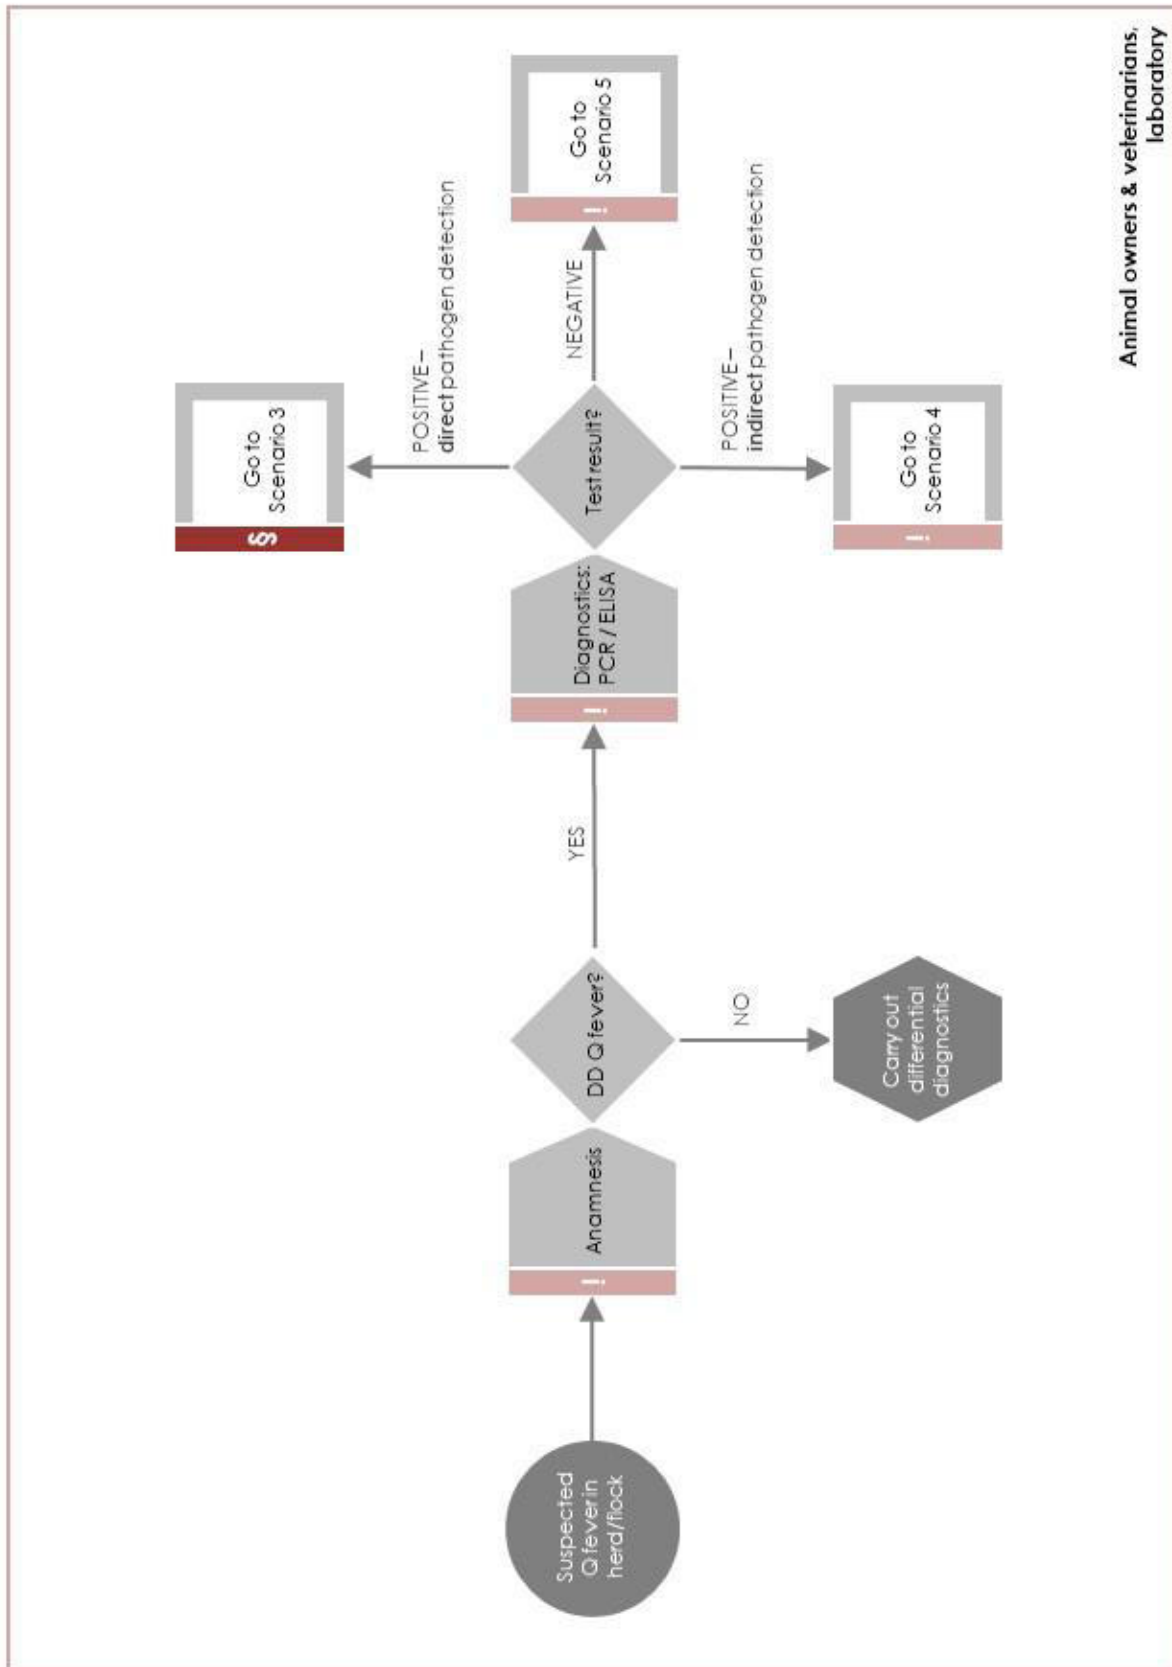 Suspected
Q fever in
herd/flock
i
Anamnesis
DD Q fever?
NO
Carry out
differential
diagnostics
YES
i
Diagnostics:
PCR / ELISA
Test result?
POSITIVE–
direct pathogen detection
§
Go to
Scenario 3
NEGATIVE
i
Go to
Scenario 5
POSITIVE–
indirect pathogen detection
i
Go to
Scenario 4
Animal owners & veterinarians,
laboratory